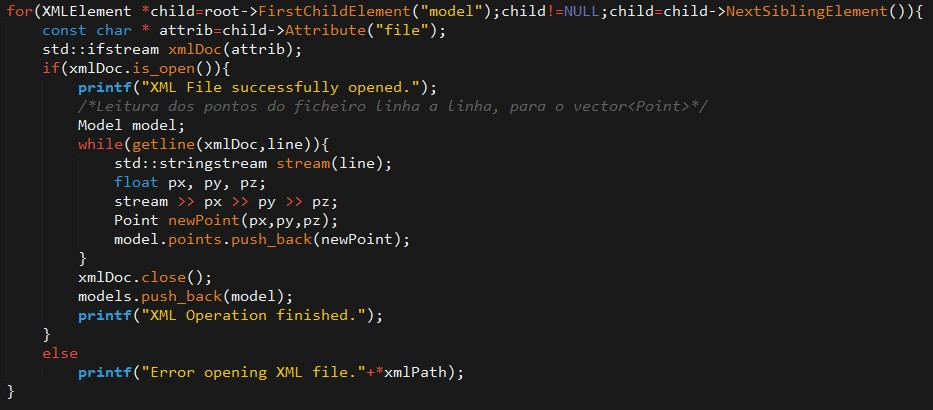 for(XMLElement *child=root->FirstChildElement("model");child!=NULL;child=child->NextSiblingElement()){
    const char * attrib=child->Attribute("file");
    std::ifstream xmlDoc(attrib);
    if(xmlDoc.is_open()){
        printf("XML File successfully opened.");
        /*Leitura dos pontos do ficheiro linha a linha, para o vector<Point>*/
        Model model;
        while(getline(xmlDoc,line)){
            std::stringstream stream(line);
            float px, py, pz;
            stream >> px >> py >> pz;
            Point newPoint(px,py,pz);
            model.points.push_back(newPoint);
        }
        xmlDoc.close();
        models.push_back(model);
        printf("XML Operation finished.");
    }
    else
        printf("Error opening XML file."+*xmlPath);
}